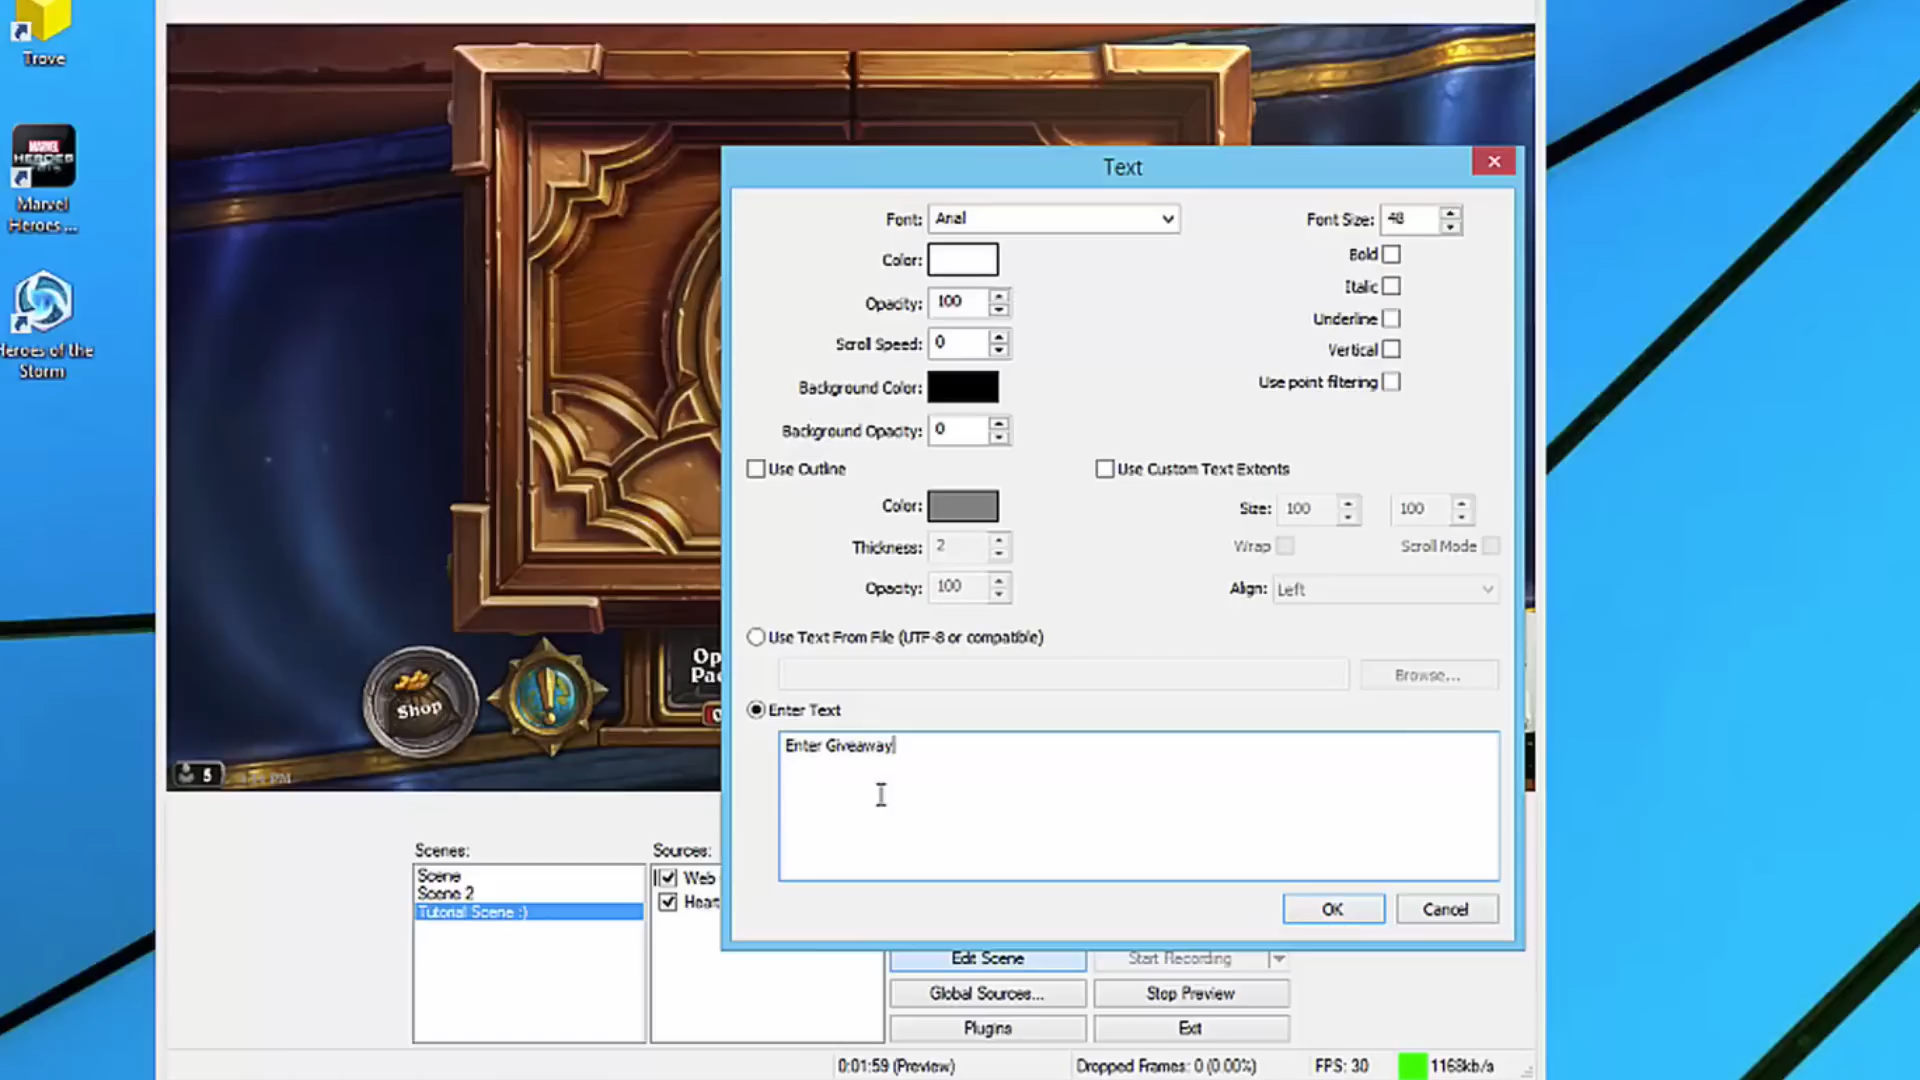 Trove
MARVEL
HEROES
Marvel
Heroes ...
Heroes of the
Storm
Text
Font: Arial
Font Size: 48
Color:
Bold
Opacity: 100
Italic
Scroll Speed: 0
Underline
Vertical
Background Color:
Use point filtering
Background Opacity: 0
Use Outline
Use Custom Text Extents
Color:
Size: 100 100
Thickness: 2
Wrap Scroll Mode
Opacity: 100
Align: Left
Use Text From File (UTF-8 or compatible)
Browse...
Enter Text
Enter Giveaway
OK Cancel
Shop
Op
Pac
5
Scenes:
Scene
Scene 2
Tutorial Scene :)
Sources:
Web
Hear
Edit Scene
Start Recording
Global Sources...
Stop Preview
Plugins
Exit
0:01:59 (Preview)
Dropped Frames: 0 (0.00%)
FPS: 30
1168kb/s